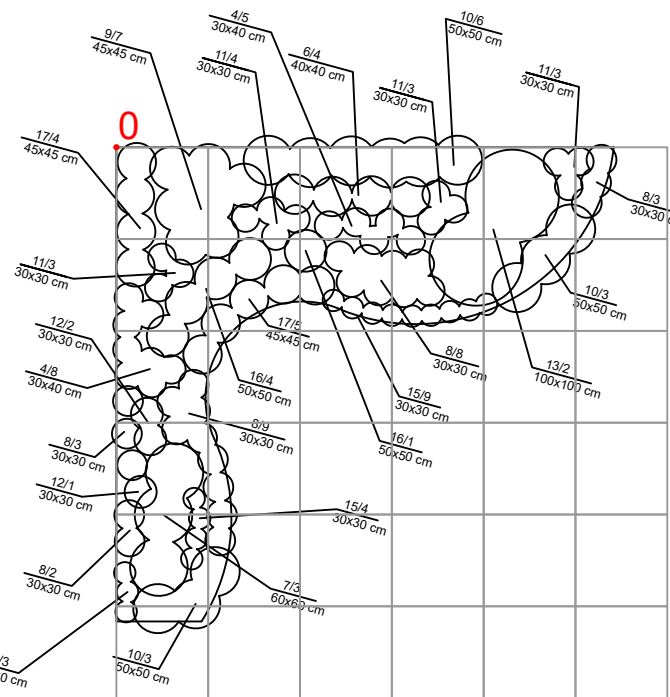 10/6
50x50 cm
4/5
30x40 cm
9/7
45x45 cm
11/4
30x30 cm
6/4
40x40 cm
11/3
30x30 cm
11/3
30x30 cm
0
17/4
45x45 cm
8/3
30x30 c
11/3
30x30 cm
10/3
50x50 cm
12/2
30x30 cm
17/5
45x45 cm
4/8
30x40 cm
16/4
50x50 cm
8/8
30x30 cm
13/2
100x100 cm
15/9
30x30 cm
8/9
30x30 cm
16/1
50x50 cm
8/3
30x30 cm
12/1
30x30 cm
15/4
30x30 cm
8/2
30x30 cm
7/3
60x60 cm
10/3
50x50 cm
/3
0 cm